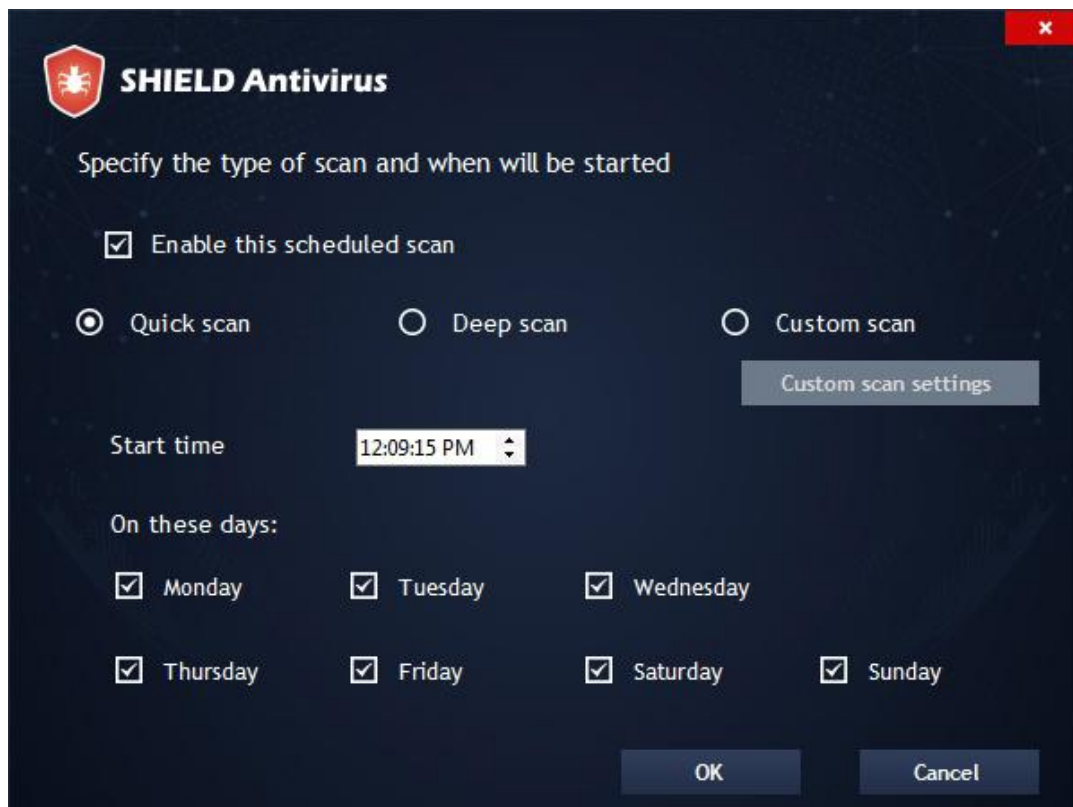 SHIELD Antivirus
Specify the type of scan and when will be started
Enable this scheduled scan
Quick scan Deep scan Custom scan
Custom scan settings
Start time 12:09:15 PM
On these days:
Monday Tuesday Wednesday
Thursday Friday Saturday Sunday
OK Cancel